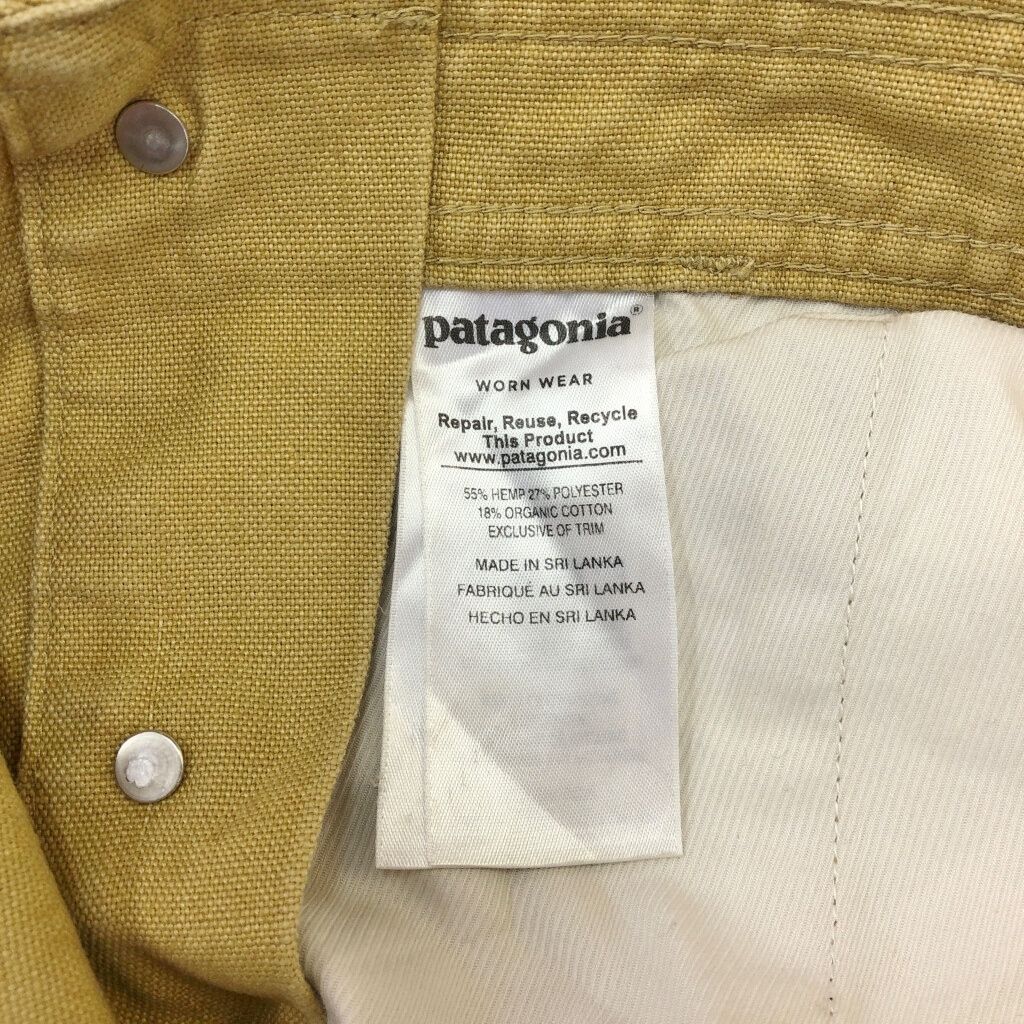 patagonia®
WORN WEAR
Repair, Reuse, Recycle
This Product
www.patagonia.com
55% HEMP 27% POLYESTER
18% ORGANIC COTTON
EXCLUSIVE OF TRIM
MADE IN SRI LANKA
FABRIQUÉ AU SRI LANKA
HECHO EN SRI LANKA